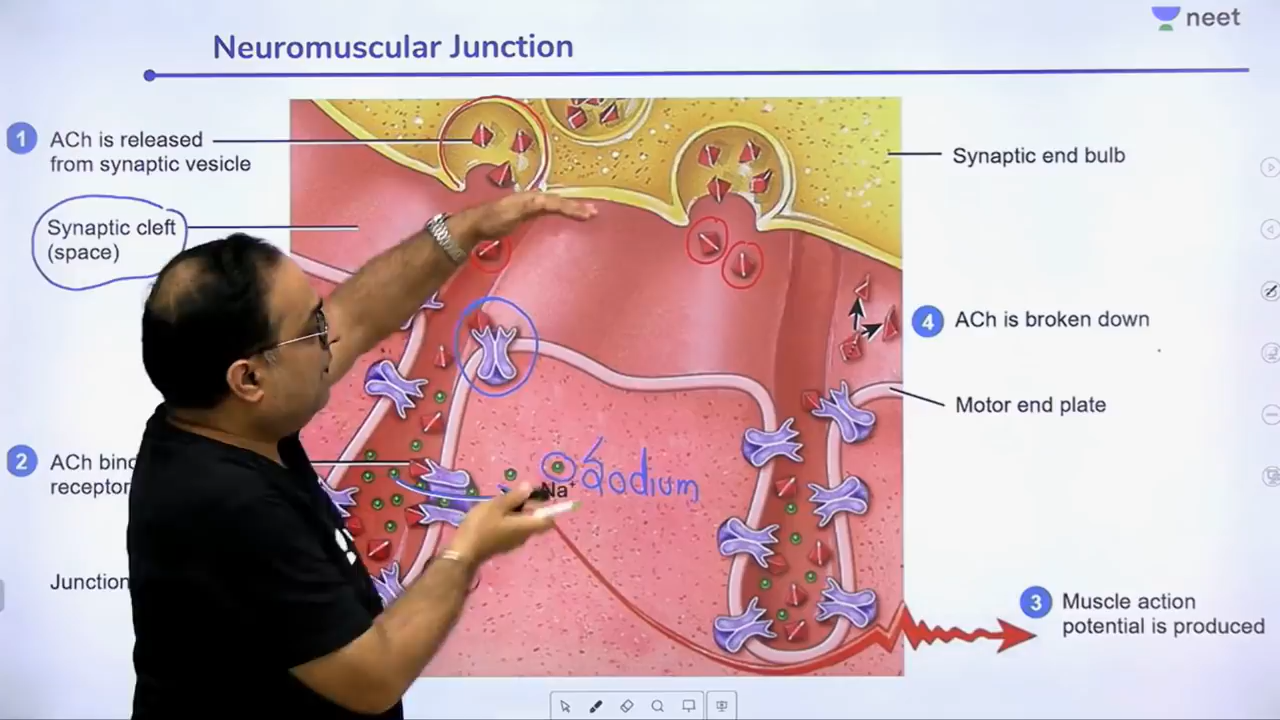 Neuromuscular Junction
neet
1
ACh is released
from synaptic vesicle
Synaptic cleft
(space)
Synaptic end bulb
4
ACh is broken down
Motor end plate
2
ACh bind
receptor
Na+
Sodium
Junction
3
Muscle action
potential is produced